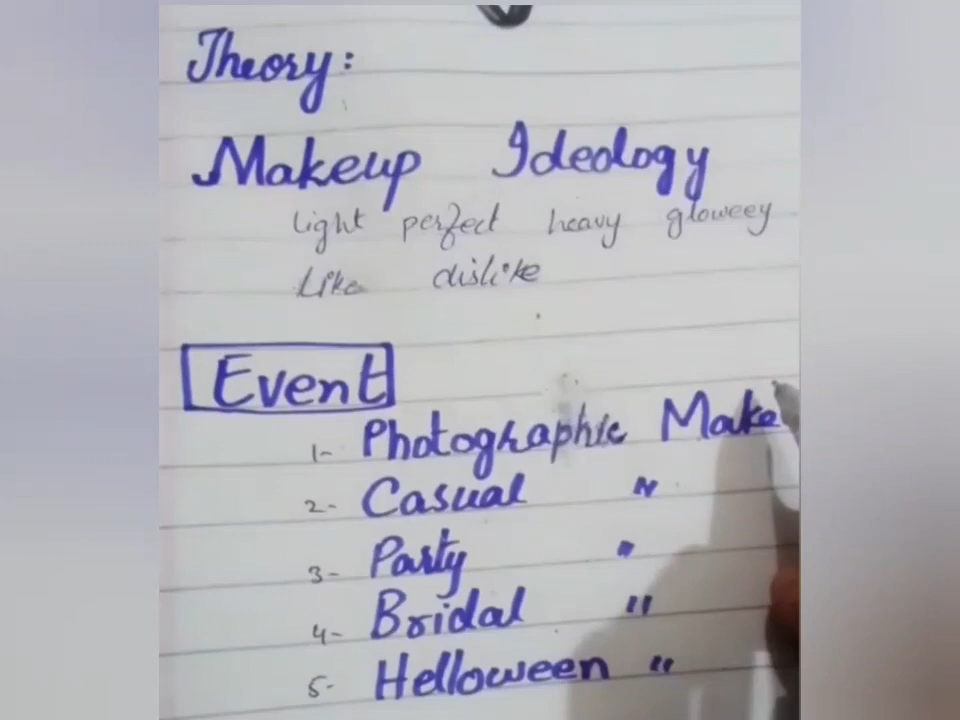 Theory:
Makeup Ideology
light perfect heavy gloweey
Like dislike
Event
1- Photographic Make
2- Casual "
3- Party "
4- Bridal "
5- Helloween "